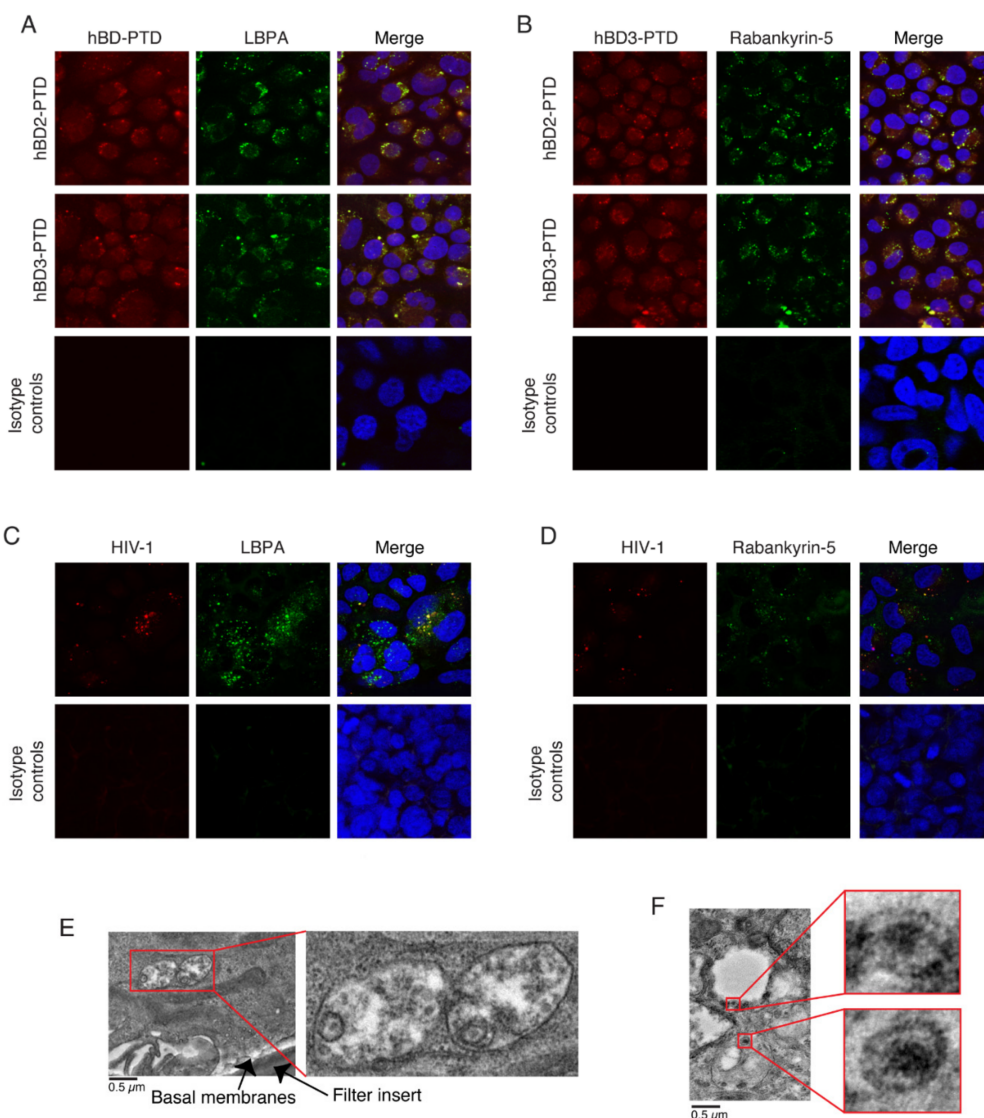 A
hBD-PTD LBPA Merge
hBD2-PTD
hBD3-PTD
Isotype
controls
B
hBD3-PTD Rabankyrin-5 Merge
hBD2-PTD
hBD3-PTD
Isotype
controls
C
HIV-1 LBPA Merge
Isotype
controls
D
HIV-1 Rabankyrin-5 Merge
Isotype
controls
E
0.5 µm
Basal membranes
Filter insert
F
0.5 µm